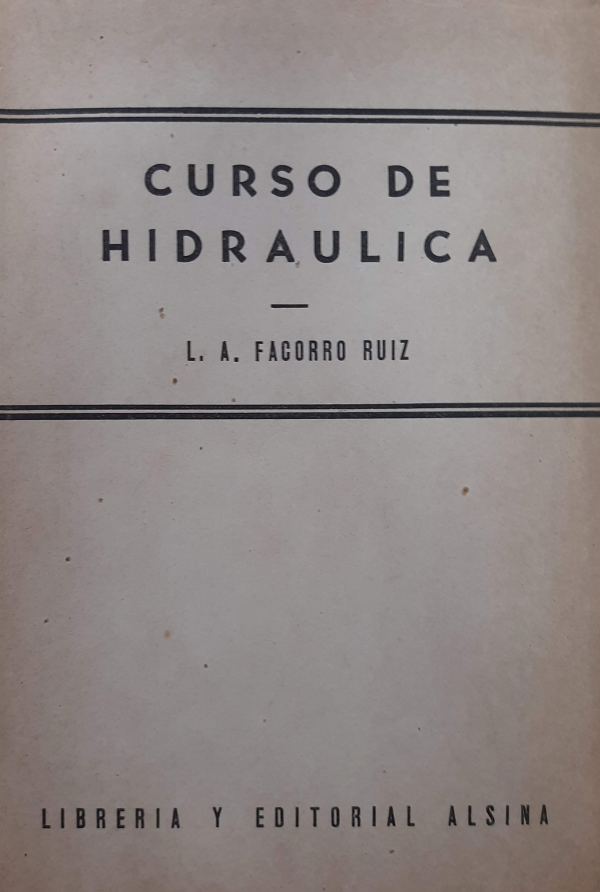 CURSO DE
HIDRAULICA
L. A. FACORRO RUIZ
LIBRERIA Y EDITORIAL ALSINA